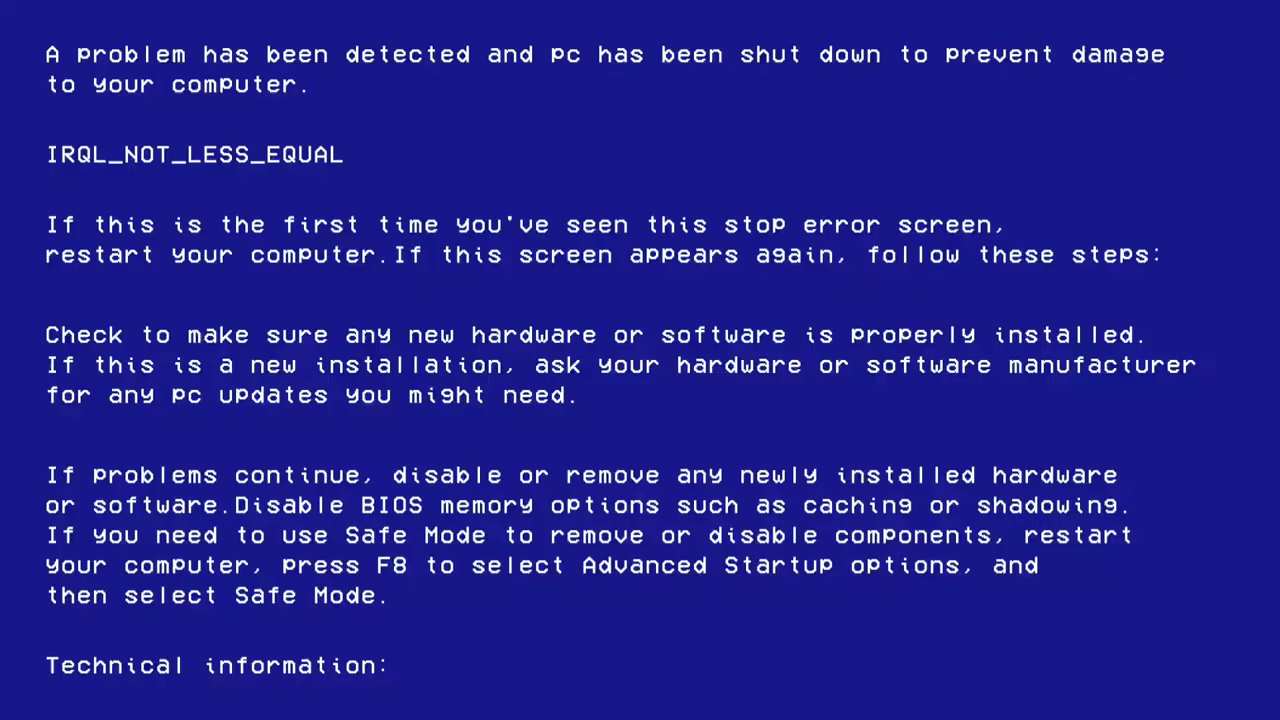 A problem has been detected and pc has been shut down to prevent damage
to your computer.
IRQL_NOT_LESS_EQUAL
If this is the first time you've seen this stop error screen,
restart your computer.If this screen appears again, follow these steps:
Check to make sure any new hardware or software is properly installed.
If this is a new installation, ask your hardware or software manufacturer
for any pc updates you might need.
If problems continue, disable or remove any newly installed hardware
or software.Disable BIOS memory options such as caching or shadowing.
If you need to use Safe Mode to remove or disable components, restart
your computer, press F8 to select Advanced Startup options, and
then select Safe Mode.
Technical information: